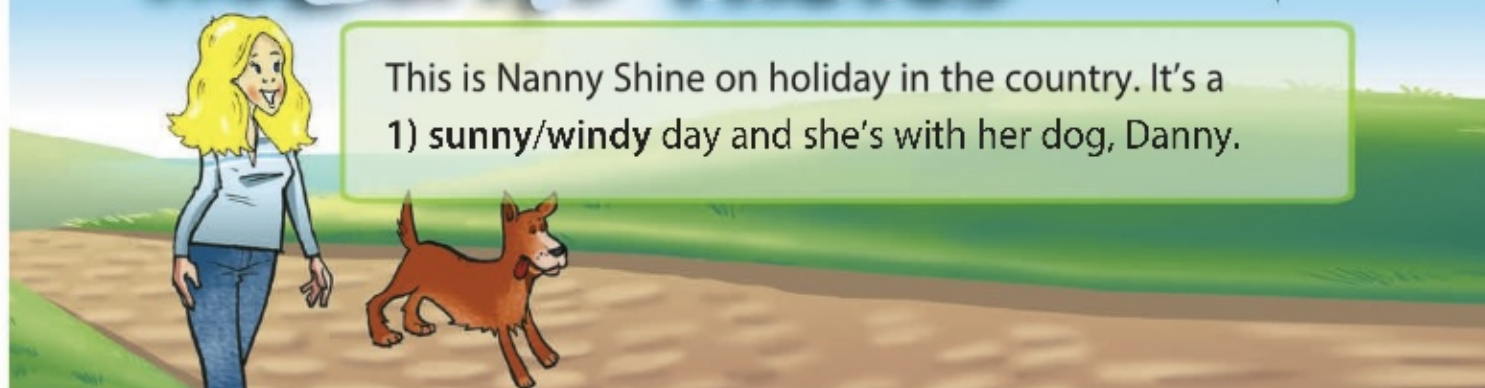 This is Nanny Shine on holiday in the country. It's a
1) sunny/windy day and she's with her dog, Danny.